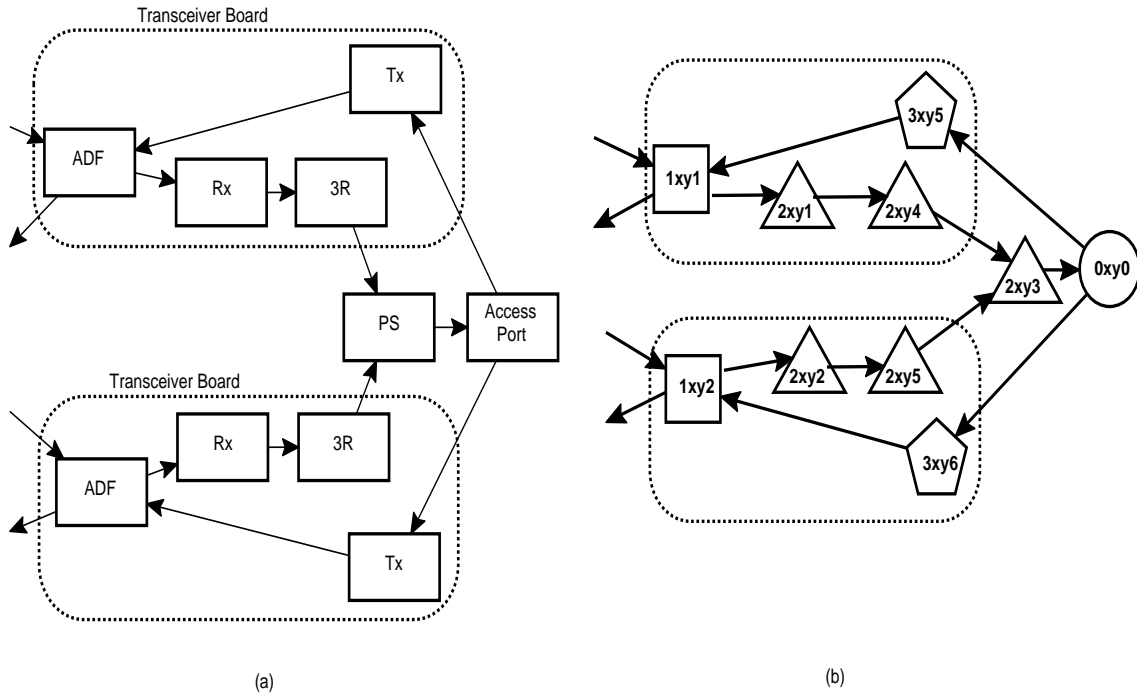 Transceiver Board
Tx
ADF
Rx
3R
PS
Access
Port
Transceiver Board
Rx
3R
ADF
Tx
(a)
3xy5
1xy1
2xy1
2xy4
0xy0
2xy3
1xy2
2xy2
2xy5
3xy6
(b)